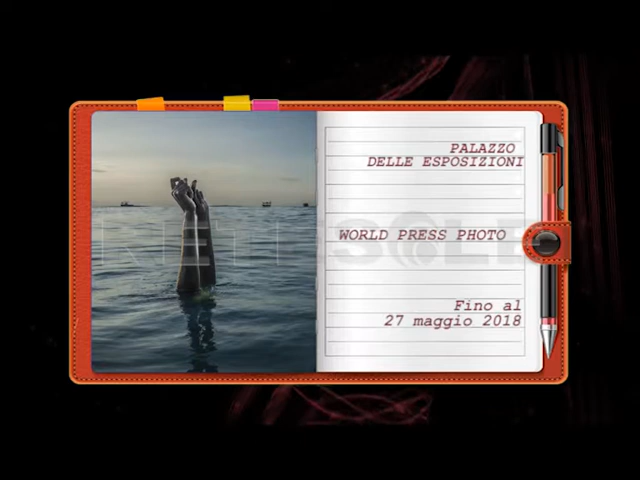 PALAZZO
DELLE ESPOSIZIONI
WORLD PRESS PHOTO
Fino al
27 maggio 2018